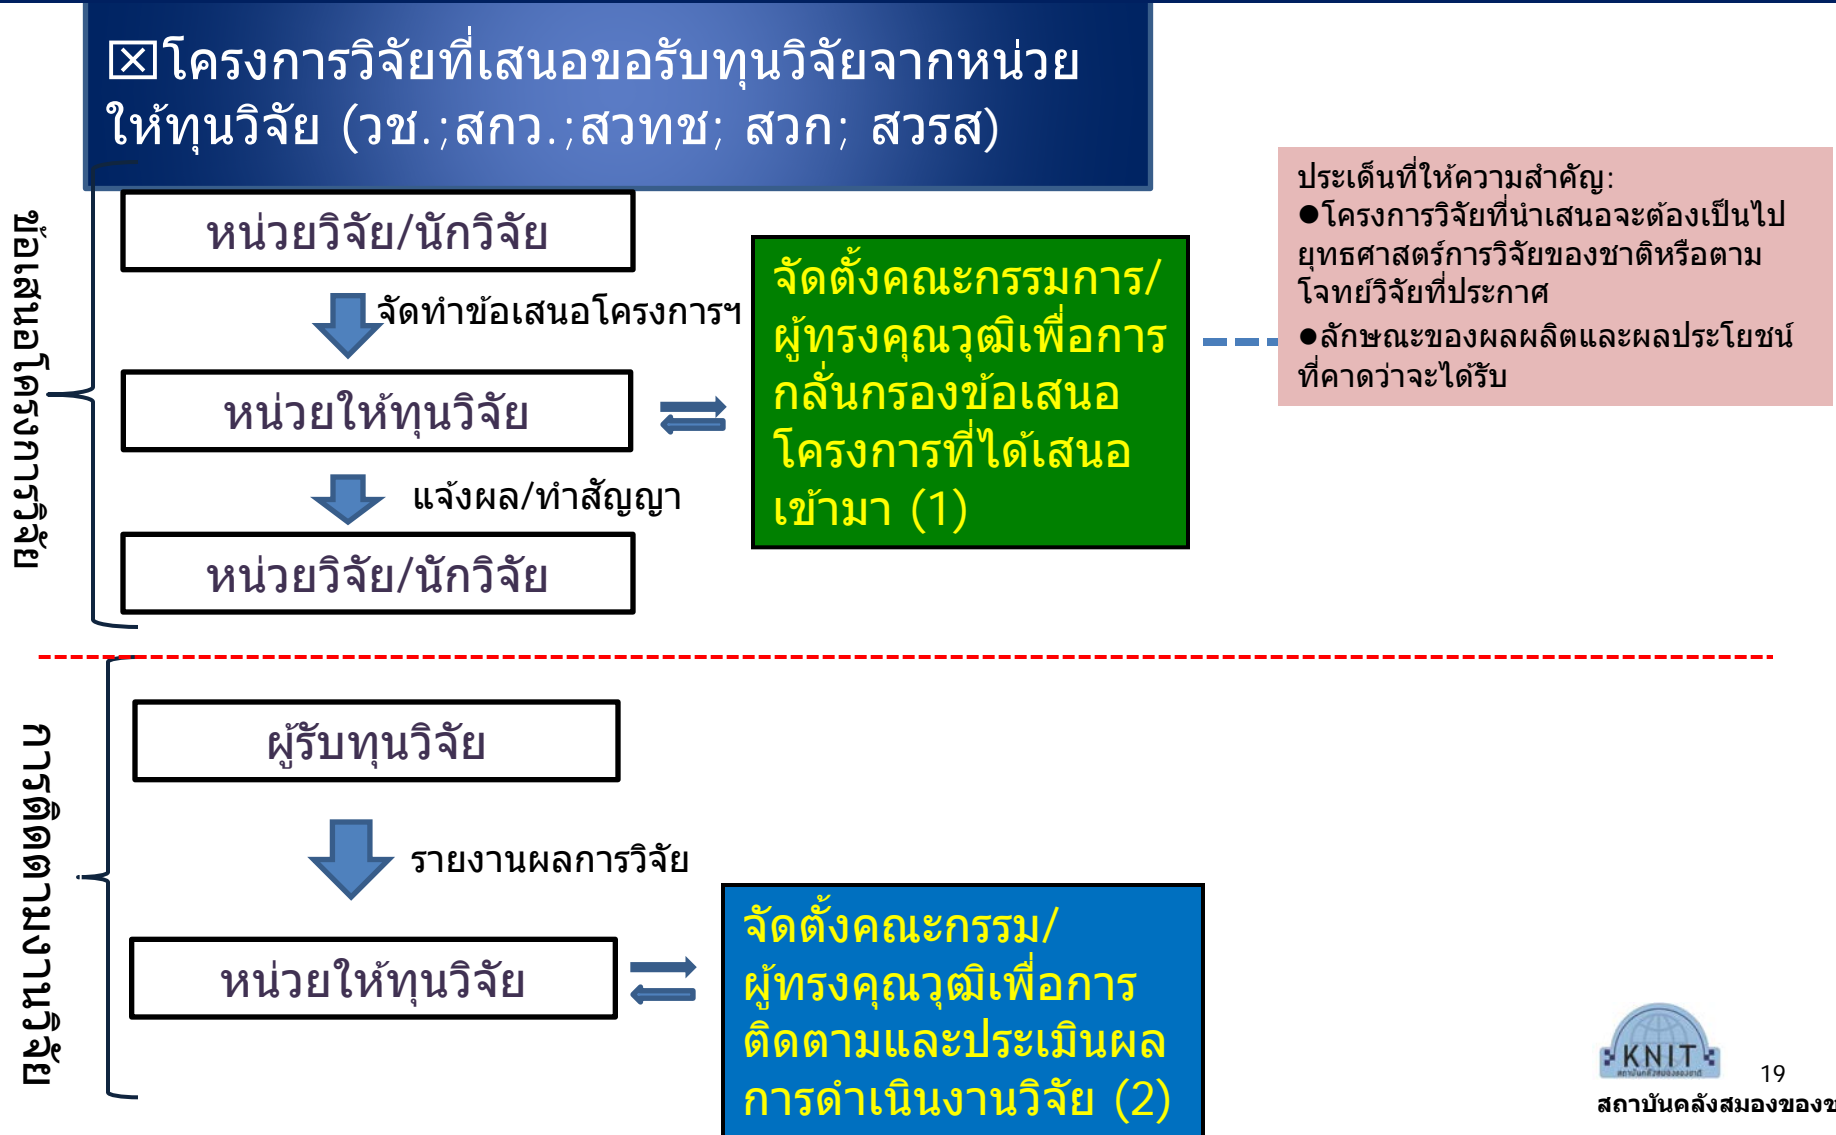 ☒โครงการวิจัยที่เสนอขอรับทุนวิจัยจากหน่วย
ให้ทุนวิจัย (วช.;สกว.;สวทช; สวก; สวรส)
ข้อเสนอโครงการวิจัย
หน่วยวิจัย/นักวิจัย
จัดทำข้อเสนอโครงการฯ
หน่วยให้ทุนวิจัย
แจ้งผล/ทำสัญญา
หน่วยวิจัย/นักวิจัย
จัดตั้งคณะกรรมการ/
ผู้ทรงคุณวุฒิเพื่อการ
กลั่นกรองข้อเสนอ
โครงการที่ได้เสนอ
เข้ามา (1)
ประเด็นที่ให้ความสำคัญ:
●โครงการวิจัยที่นำเสนอจะต้องเป็นไป
ยุทธศาสตร์การวิจัยของชาติหรือตาม
โจทย์วิจัยที่ประกาศ
●ลักษณะของผลผลิตและผลประโยชน์
ที่คาดว่าจะได้รับ
การติดตามงานวิจัย
ผู้รับทุนวิจัย
รายงานผลการวิจัย
หน่วยให้ทุนวิจัย
จัดตั้งคณะกรรม/
ผู้ทรงคุณวุฒิเพื่อการ
ติดตามและประเมินผล
การดำเนินงานวิจัย (2)
KNIT
สถาบันคลังสมองของชาติ
19
สถาบันคลังสมองของช